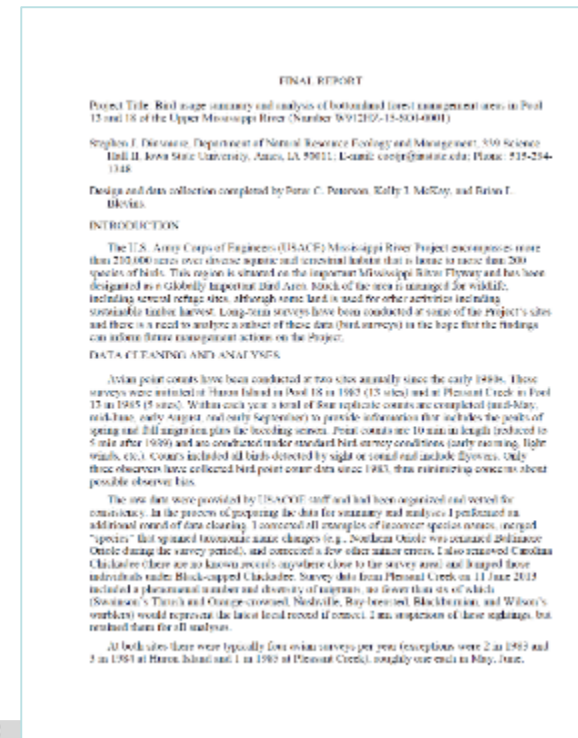 FINAL REPORT
Project Title: Bird usage summary and analysis of bottomland forest management areas in Pool
and 18 of the Upper Mississippi River (Number
Stephen J. Dinsmore, Department of Natural Resource Ecology and Management, 339 Science
Hall II, Iowa State University, Ames, IA 50011; E-mail: Phone: 515-294-
1348
Design and data collection completed by Peter C. Petersen, Kelly J. McKay, and Brian L.
Blevins.
INTRODUCTION
The U.S. Army Corps of Engineers (USACE) Mississippi River Project encompasses more
than 210,000 acres over diverse aquatic and terrestrial habitat that is home to more than 200
species of birds. This region is situated on the important Mississippi River Flyway and has been
designated as a Globally Important Bird Area. Much of the area is managed for wildlife,
including several refuge sites, although some land is used for other activities including
sustainable timber harvest. Long-term surveys have been conducted at some of the Project's sites
and there is a need to analyze a subset of these data (bird surveys) in the hope that the findings
can inform future management actions on the Project.
DATA CLEANING AND ANALYSES
Avian point counts have been conducted at two sites annually since the early 1980s. These
surveys were initiated at Huron Island in Pool 18 in 1983 (13 sites) and at Pleasant Creek in Pool
13 in 1985 (5 sites). Within each year a total of four replicate counts are completed (mid-May,
mid-June, early August, and early September) to provide information that includes the peaks of
spring and fall migration plus the breeding season. Point counts are 10 min in length (reduced to
5 min after 1989) and are conducted under standard bird survey conditions (early morning, light
winds, etc.). Counts included all birds detected by sight or sound and include flyovers. Only
three observers have collected bird point count data since 1983, thus minimizing concerns about
possible observer bias.
The raw data were provided by USACOE staff and had been organized and vetted for
consistency. In the process of preparing the data for summary and analyses I performed an
additional round of data cleaning. I corrected all examples of incorrect species names, merged
"species" that spanned taxonomic name changes (e.g., Northern Oriole was renamed Baltimore
Oriole during the survey period), and corrected a few other minor errors. I also removed Carolina
Chickadee (there are no known records anywhere close to the survey area) and lumped those
individuals under Black-capped Chickadee. Survey data from Pleasant Creek on 11 June 2013
included a phenomenal number and diversity of migrants, no fewer than six of which
(Swainson's Thrush and Orange-crowned, Nashville, Bay-breasted, Blackburnian, and Wilson's
warblers) would represent the latest local record if correct. I am suspicious of these sightings, but
retained them for all analyses.
At both sites there were typically four avian surveys per year (exceptions were 2 in 1983 and
3 in 1984 at Huron Island and 1 in 1985 at Pleasant Creek), roughly one each in May, June,